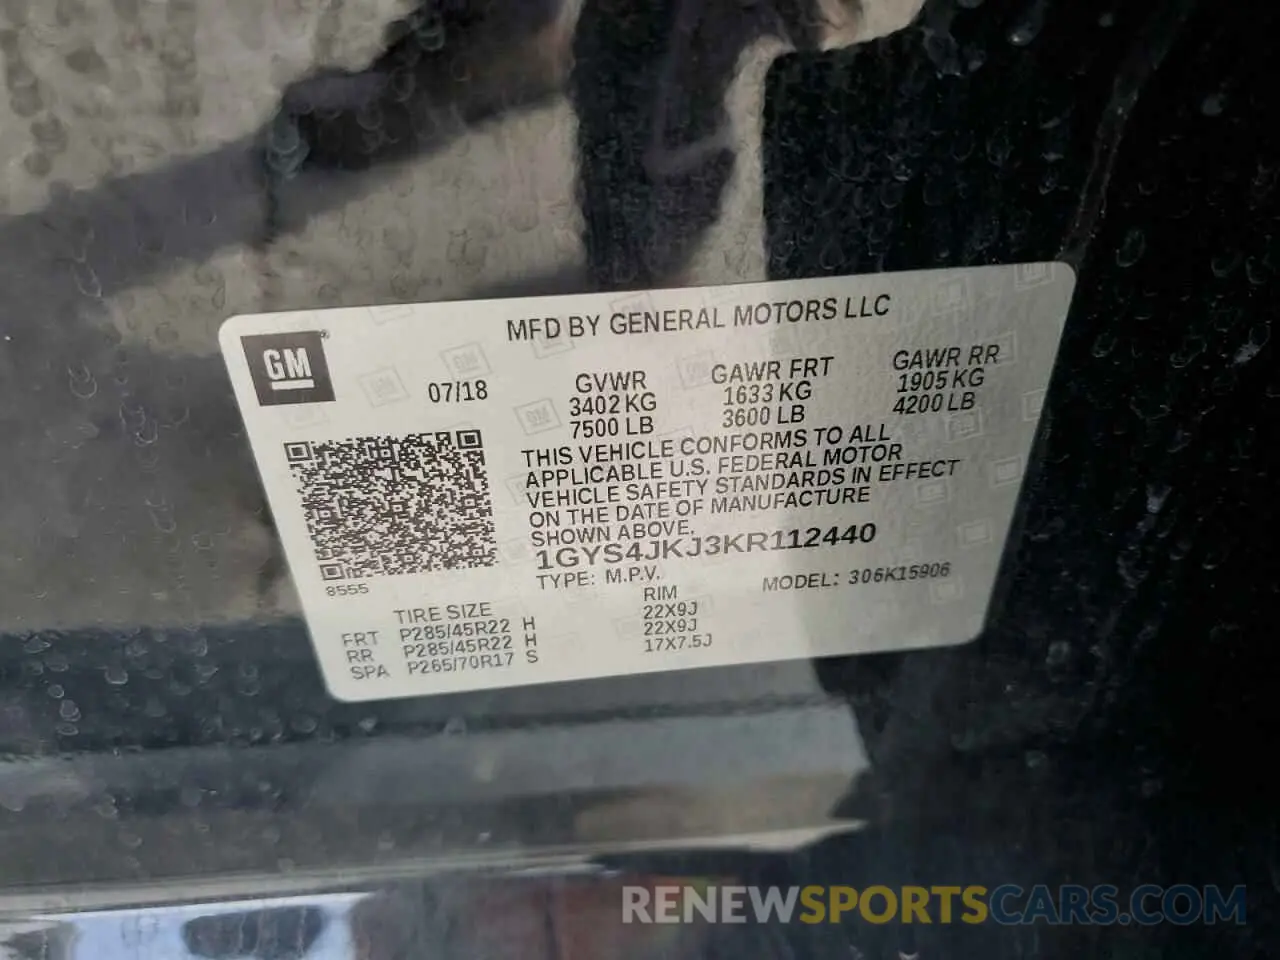 MFD BY GENERAL MOTORS LLC
GM
07/18
GVWR
3402 KG
7500 LB
GAWR FRT
1633 KG
3600 LB
GAWR RR
1905 KG
4200 LB
THIS VEHICLE CONFORMS TO ALL
APPLICABLE U.S. FEDERAL MOTOR
VEHICLE SAFETY STANDARDS IN EFFECT
ON THE DATE OF MANUFACTURE
SHOWN ABOVE.
1GYS4JKJ3KR112440
TYPE: M.P.V. MODEL: 306K15906
8555
TIRE SIZE RIM
FRT P285/45R22 H 22X9J
RR P285/45R22 H 22X9J
SPA P265/70R17 S 17X7.5J
RENEWSPORTSCARS.COM